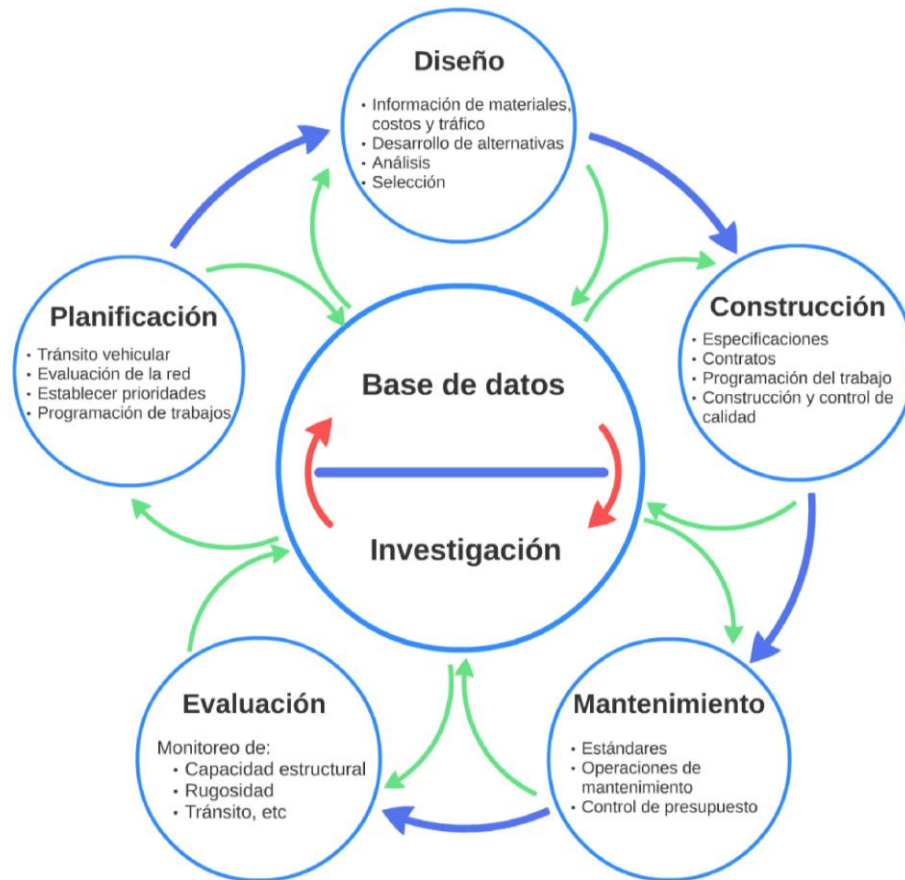 Diseño
• Información de materiales,
costos y tráfico
• Desarrollo de alternativas
• Análisis
• Selección
Planificación
• Tránsito vehicular
• Evaluación de la red
• Establecer prioridades
• Programación de trabajos
Construcción
• Especificaciones
• Contratos
• Programación del trabajo
• Construcción y control de
calidad
Base de datos
Investigación
Evaluación
Monitoreo de:
• Capacidad estructural
• Rugosidad
• Tránsito, etc
Mantenimiento
• Estándares
• Operaciones de
mantenimiento
• Control de presupuesto